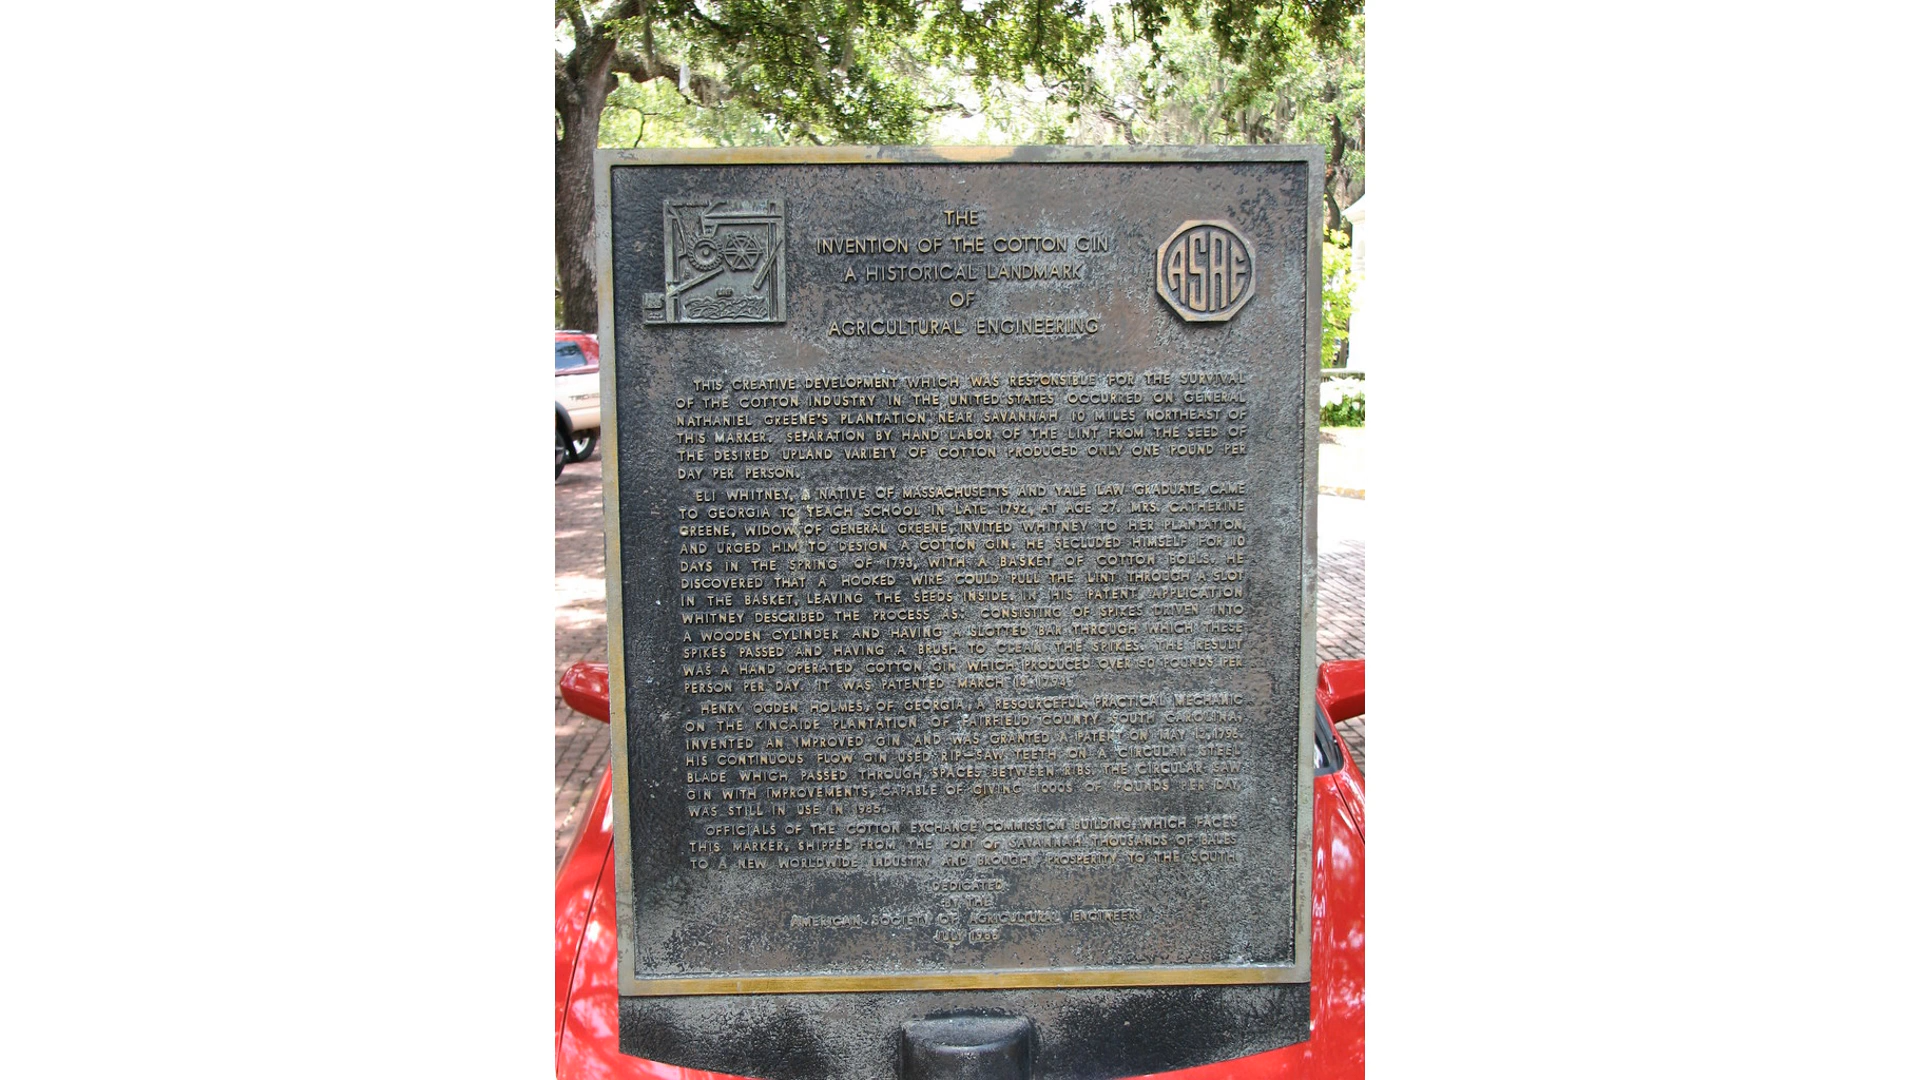 THE
INVENTION OF THE COTTON GIN
A HISTORICAL LANDMARK
OF
AGRICULTURAL ENGINEERING
ASAE
THIS CREATIVE DEVELOPMENT WHICH WAS RESPONSIBLE FOR THE SURVIVAL
OF THE COTTON INDUSTRY IN THE UNITED STATES OCCURRED ON GENERAL
NATHANIEL GREENE'S PLANTATION NEAR SAVANNAH 10 MILES NORTHEAST OF
THIS MARKER. SEPARATION BY HAND LABOR OF THE LINT FROM THE SEED OF
THE DESIRED UPLAND VARIETY OF COTTON PRODUCED ONLY ONE POUND PER
DAY PER PERSON.
ELI WHITNEY, A NATIVE OF MASSACHUSETTS AND YALE LAW GRADUATE, CAME
TO GEORGIA TO TEACH SCHOOL IN LATE 1792, AT AGE 27. MRS. CATHERINE
GREENE, WIDOW OF GENERAL GREENE, INVITED WHITNEY TO HER PLANTATION
AND URGED HIM TO DESIGN A COTTON GIN. HE SECLUDED HIMSELF FOR 10
DAYS IN THE SPRING OF 1793, WITH A BASKET OF COTTON BOLLS. HE
DISCOVERED THAT A HOOKED WIRE COULD PULL THE LINT THROUGH A SLOT
IN THE BASKET, LEAVING THE SEEDS INSIDE. IN HIS PATENT APPLICATION
WHITNEY DESCRIBED THE PROCESS AS: CONSISTING OF SPIKES DRIVEN INTO
A WOODEN CYLINDER AND HAVING A SLOTTED BAR THROUGH WHICH THESE
SPIKES PASSED AND HAVING A BRUSH TO CLEAN THE SPIKES. THE RESULT
WAS A HAND OPERATED COTTON GIN WHICH PRODUCED OVER 50 POUNDS PER
PERSON PER DAY. IT WAS PATENTED MARCH 14, 1794.
HENRY OGDEN HOLMES, OF GEORGIA, A RESOURCEFUL, PRACTICAL MECHANIC
ON THE KINCAIDE PLANTATION OF FAIRFIELD COUNTY SOUTH CAROLINA,
INVENTED AN IMPROVED GIN AND WAS GRANTED A PATENT ON MAY 12, 1796.
HIS CONTINUOUS FLOW GIN USED RIP-SAW TEETH ON A CIRCULAR STEEL
BLADE WHICH PASSED THROUGH SPACES BETWEEN RIBS. THE CIRCULAR SAW
GIN WITH IMPROVEMENTS, CAPABLE OF GIVING 1000S OF POUNDS PER DAY,
WAS STILL IN USE IN 1985.
OFFICIALS OF THE COTTON EXCHANGE COMMISSION BUILDING, WHICH FACES
THIS MARKER, SHIPPED FROM THE PORT OF SAVANNAH THOUSANDS OF BALES
TO A NEW WORLDWIDE INDUSTRY AND BROUGHT PROSPERITY TO THE SOUTH.
DEDICATED
BY THE
AMERICAN SOCIETY OF AGRICULTURAL ENGINEERS
JULY 1986